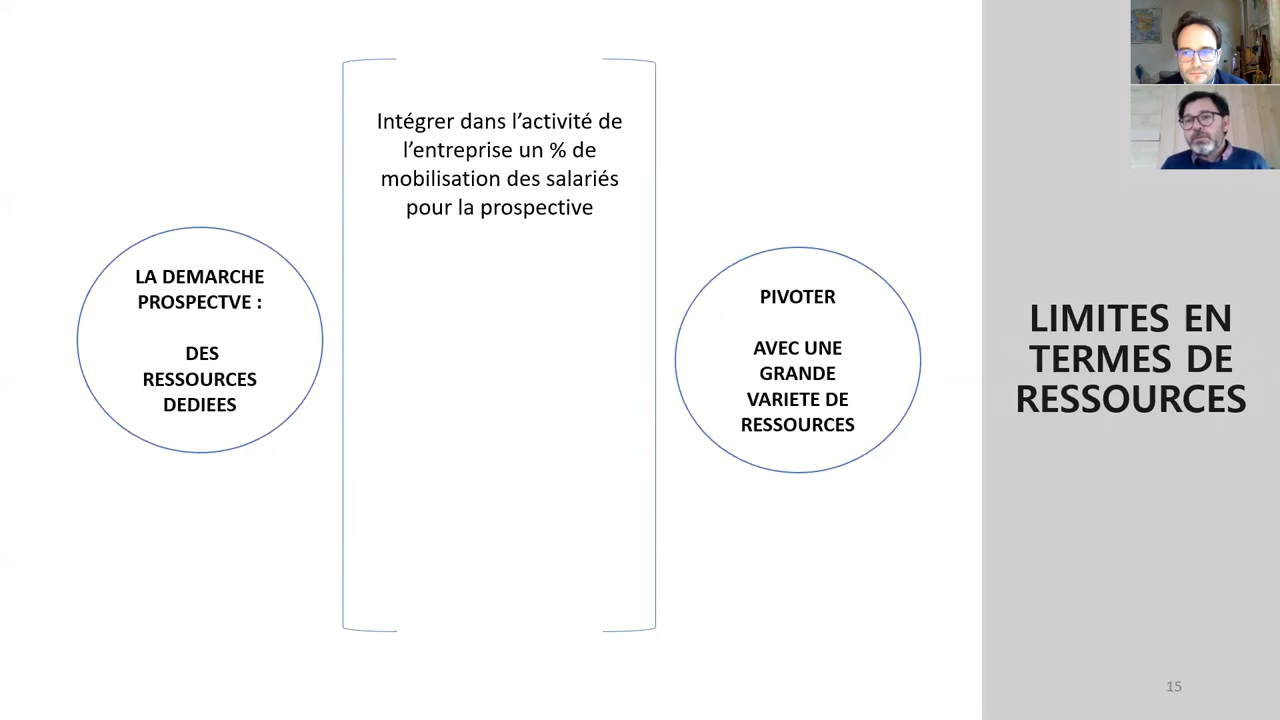 Intégrer dans l’activité de
l’entreprise un % de
mobilisation des salariés
pour la prospective
LA DEMARCHE
PROSPECTVE :
DES
RESSOURCES
DEDIEES
PIVOTER
AVEC UNE
GRANDE
VARIETE DE
RESSOURCES
LIMITES EN
TERMES DE
RESSOURCES
15